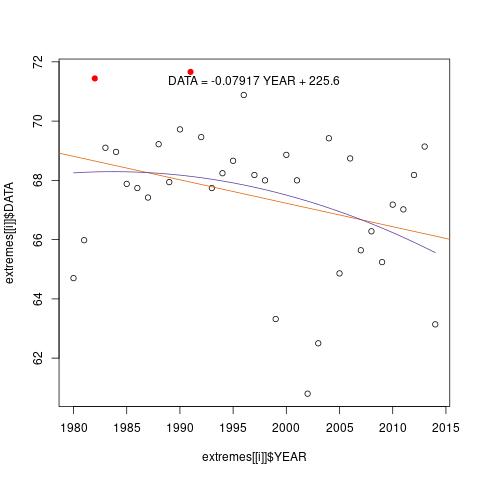 DATA = -0.07917 YEAR + 225.6
extremes[[i]]$DATA
72
70
68
66
64
62
1980 1985 1990 1995 2000 2005 2010 2015
extremes[[i]]$YEAR